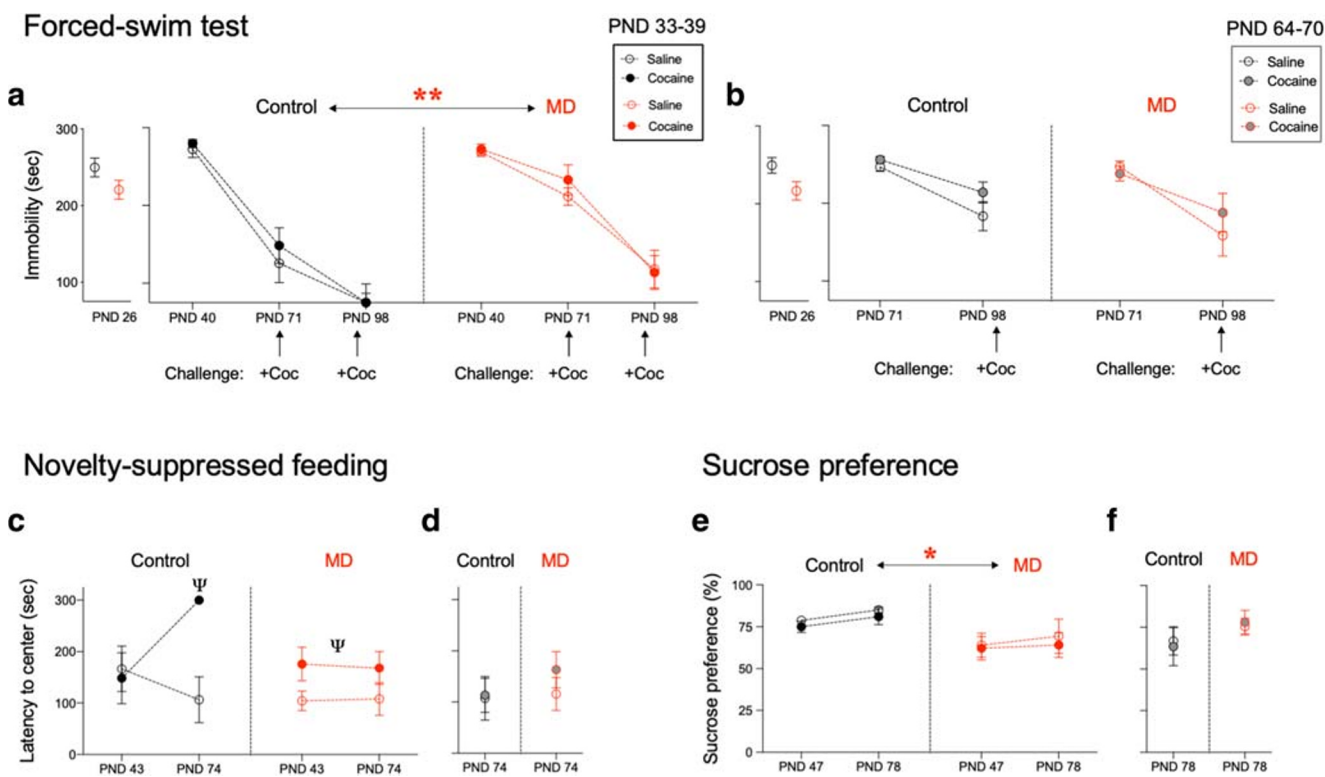 Forced-swim test
PND 33-39
Saline
Cocaine
Saline
Cocaine
PND 64-70
Saline
Cocaine
Saline
Cocaine
a
Control ** MD
Immobility (sec)
300
200
100
PND 26
PND 40 PND 71 PND 98 PND 40 PND 71 PND 98
Challenge: +Coc +Coc Challenge: +Coc +Coc
b
Control MD
PND 26
PND 71 PND 98 PND 71 PND 98
Challenge: +Coc Challenge: +Coc
Novelty-suppressed feeding
c
Control MD
Latency to center (sec)
300
200
100
0
Ψ
Ψ
PND 43 PND 74 PND 43 PND 74
d
Control MD
PND 74 PND 74
Sucrose preference
e
Control * MD
Sucrose preference (%)
100
75
50
25
0
PND 47 PND 78 PND 47 PND 78
f
Control MD
PND 78 PND 78